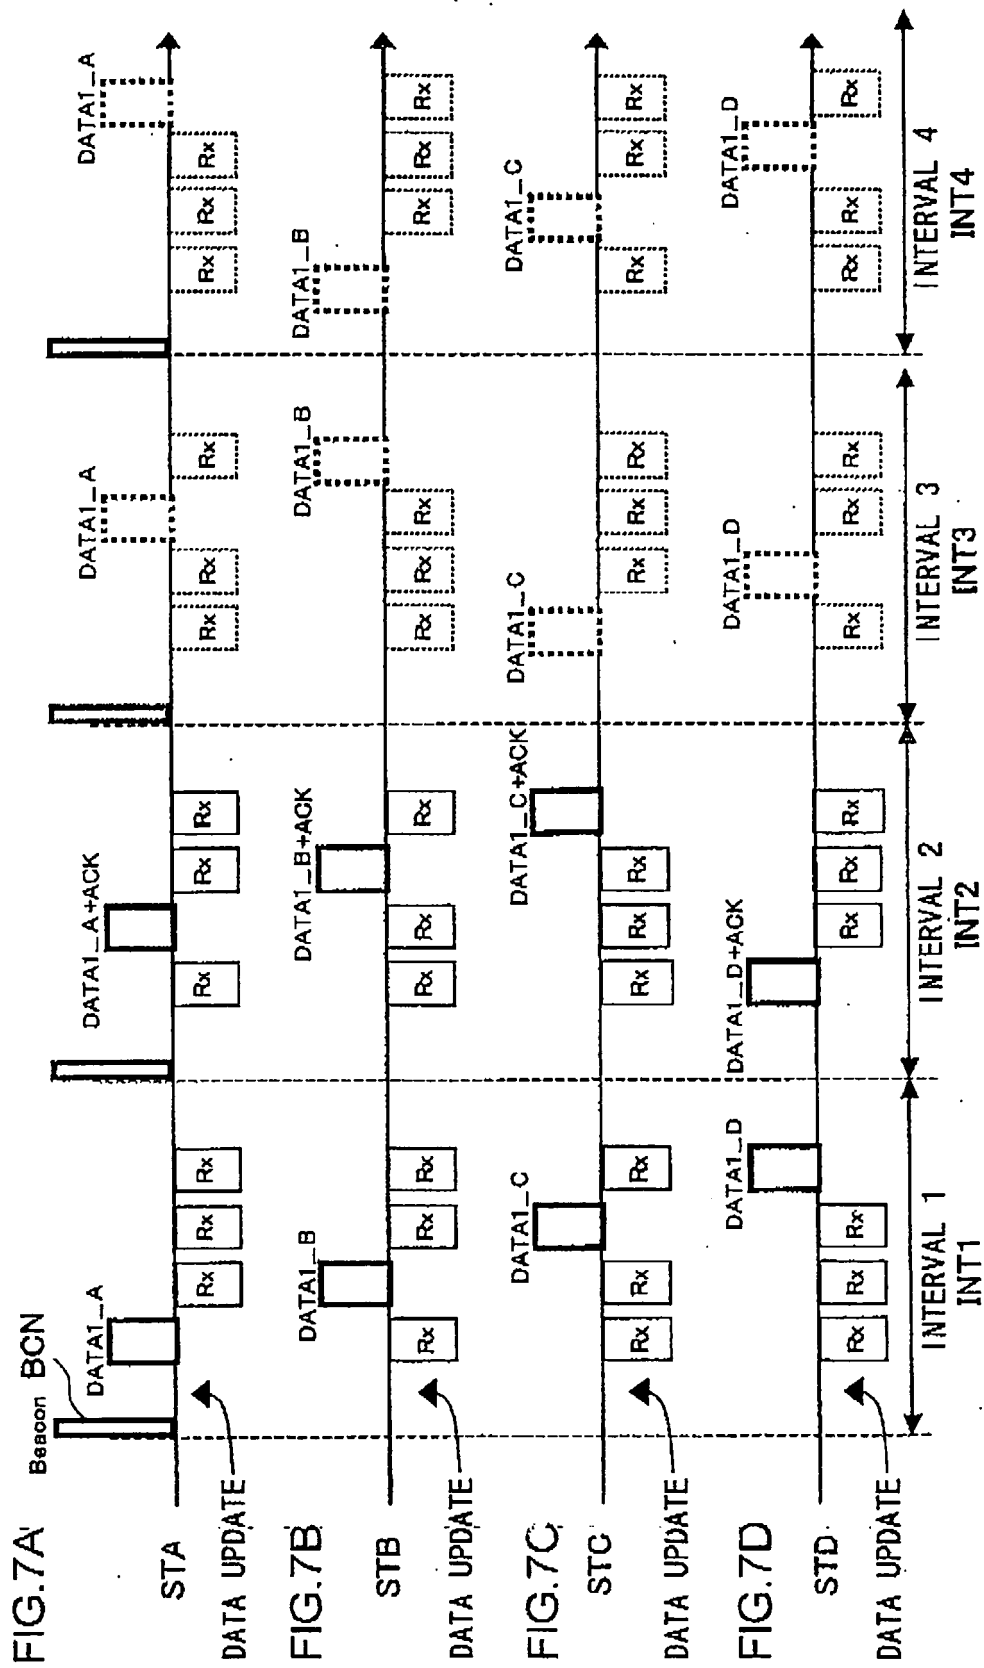 FIG.7A
Beacon BCN
DATA1_A
DATA1_A+ACK
DATA1_A
DATA1_A
STA
Rx Rx Rx Rx Rx Rx Rx Rx Rx Rx Rx Rx
DATA UPDATE
FIG.7B
DATA1_B
DATA1_B+ACK
DATA1_B
DATA1_B
STB
Rx Rx Rx Rx Rx Rx Rx Rx Rx Rx Rx Rx
DATA UPDATE
FIG.7C
DATA1_C
DATA1_C+ACK
DATA1_C
DATA1_C
STC
Rx Rx Rx Rx Rx Rx Rx Rx Rx Rx Rx Rx
DATA UPDATE
FIG.7D
DATA1_D
DATA1_D+ACK
DATA1_D
DATA1_D
STD
Rx Rx Rx Rx Rx Rx Rx Rx Rx Rx Rx Rx
DATA UPDATE
INTERVAL 1
INT1
INTERVAL 2
INT2
INTERVAL 3
INT3
INTERVAL 4
INT4